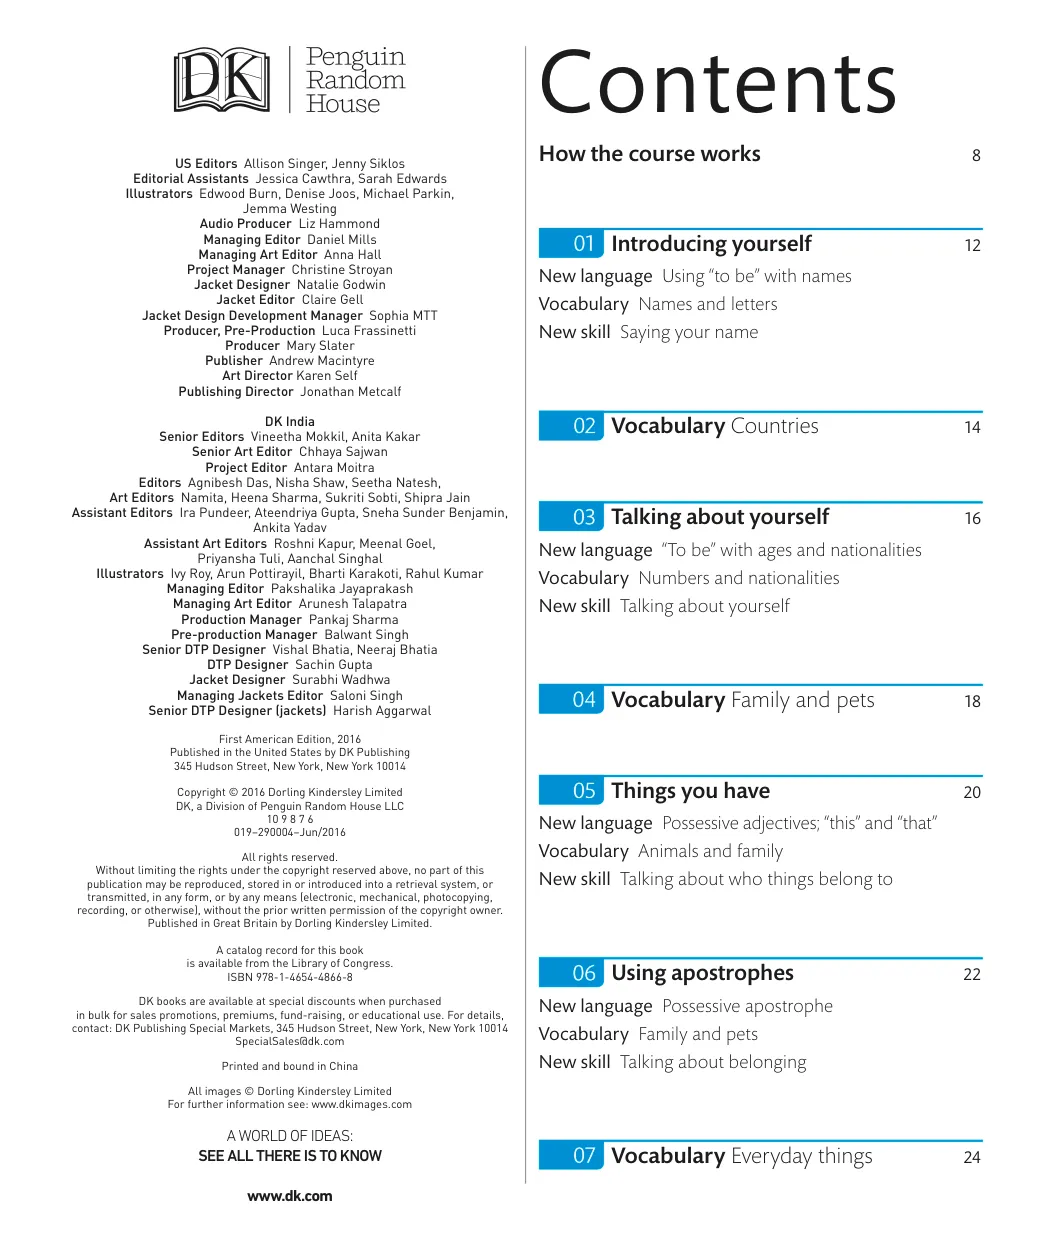 DK
Penguin
Random
House
US Editors Allison Singer, Jenny Siklos
Editorial Assistants Jessica Cawthra, Sarah Edwards
Illustrators Edwood Burn, Denise Joos, Michael Parkin,
Jemma Westing
Audio Producer Liz Hammond
Managing Editor Daniel Mills
Managing Art Editor Anna Hall
Project Manager Christine Stroyan
Jacket Designer Natalie Godwin
Jacket Editor Claire Gell
Jacket Design Development Manager Sophia MTT
Producer, Pre-Production Luca Frassinetti
Producer Mary Slater
Publisher Andrew Macintyre
Art Director Karen Self
Publishing Director Jonathan Metcalf
DK India
Senior Editors Vineetha Mokkil, Anita Kakar
Senior Art Editor Chhaya Sajwan
Project Editor Antara Moitra
Editors Agnibesh Das, Nisha Shaw, Seetha Natesh,
Art Editors Namita, Heena Sharma, Sukriti Sobti, Shipra Jain
Assistant Editors Ira Pundeer, Ateendriya Gupta, Sneha Sunder Benjamin,
Ankita Yadav
Assistant Art Editors Roshni Kapur, Meenal Goel,
Priyansha Tuli, Aanchal Singhal
Illustrators Ivy Roy, Arun Pottirayil, Bharti Karakoti, Rahul Kumar
Managing Editor Pakshalika Jayaprakash
Managing Art Editor Arunesh Talapatra
Production Manager Pankaj Sharma
Pre-production Manager Balwant Singh
Senior DTP Designer Vishal Bhatia, Neeraj Bhatia
DTP Designer Sachin Gupta
Jacket Designer Surabhi Wadhwa
Managing Jackets Editor Saloni Singh
Senior DTP Designer (jackets) Harish Aggarwal
First American Edition, 2016
Published in the United States by DK Publishing
345 Hudson Street, New York, New York 10014
Copyright © 2016 Dorling Kindersley Limited
DK, a Division of Penguin Random House LLC
10 9 8 7 6
019–290004–Jun/2016
All rights reserved.
Without limiting the rights under the copyright reserved above, no part of this
publication may be reproduced, stored in or introduced into a retrieval system, or
transmitted, in any form, or by any means (electronic, mechanical, photocopying,
recording, or otherwise), without the prior written permission of the copyright owner.
Published in Great Britain by Dorling Kindersley Limited.
A catalog record for this book
is available from the Library of Congress.
ISBN 978-1-4654-4866-8
DK books are available at special discounts when purchased
in bulk for sales promotions, premiums, fund-raising, or educational use. For details,
contact: DK Publishing Special Markets, 345 Hudson Street, New York, New York 10014
SpecialSales@dk.com
Printed and bound in China
All images © Dorling Kindersley Limited
For further information see: www.dkimages.com
A WORLD OF IDEAS:
SEE ALL THERE IS TO KNOW
www.dk.com
Contents
How the course works 8
01 Introducing yourself 12
New language Using “to be” with names
Vocabulary Names and letters
New skill Saying your name
02 Vocabulary Countries 14
03 Talking about yourself 16
New language “To be” with ages and nationalities
Vocabulary Numbers and nationalities
New skill Talking about yourself
04 Vocabulary Family and pets 18
05 Things you have 20
New language Possessive adjectives; “this” and “that”
Vocabulary Animals and family
New skill Talking about who things belong to
06 Using apostrophes 22
New language Possessive apostrophe
Vocabulary Family and pets
New skill Talking about belonging
07 Vocabulary Everyday things 24